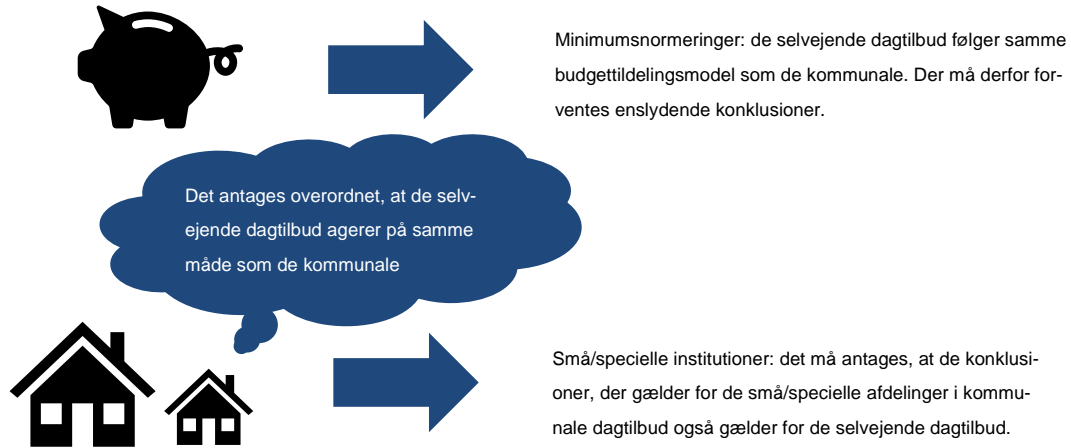 Minimumsnormeringer: de selvejende dagtilbud følger samme
budgettildelingsmodel som de kommunale. Der må derfor for-
ventes enslydende konklusioner.
Det antages overordnet, at de selv-
ejende dagtilbud agerer på samme
måde som de kommunale
Små/specielle institutioner: det må antages, at de konklusi-
oner, der gælder for de små/specielle afdelinger i kommu-
nale dagtilbud også gælder for de selvejende dagtilbud.